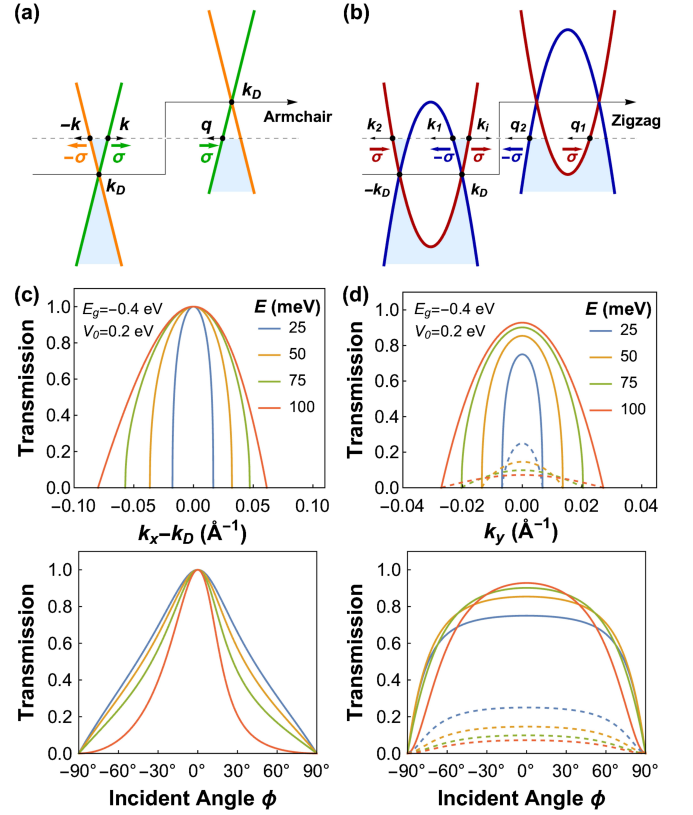 (a)
k_D
Armchair
-k k q
-σ σ σ
k_D
(b)
k_2 k_1 k_i q_2 q_1 Zigzag
σ -σ σ -σ σ
-k_D k_D
(c)
E_g=−0.4 eV
V_0=0.2 eV
E (meV)
25
50
75
100
Transmission
1.0
0.8
0.6
0.4
0.2
0.0
−0.10 −0.05 0.00 0.05 0.10
k_x−k_D (Å⁻¹)
(d)
E_g=−0.4 eV
V_0=0.2 eV
E (meV)
25
50
75
100
Transmission
1.0
0.8
0.6
0.4
0.2
0.0
−0.04 −0.02 0.00 0.02 0.04
k_y (Å⁻¹)
Transmission
1.0
0.8
0.6
0.4
0.2
0.0
−90° −60° −30° 0° 30° 60° 90°
Incident Angle ϕ
Transmission
1.0
0.8
0.6
0.4
0.2
0.0
−90° −60° −30° 0° 30° 60° 90°
Incident Angle ϕ